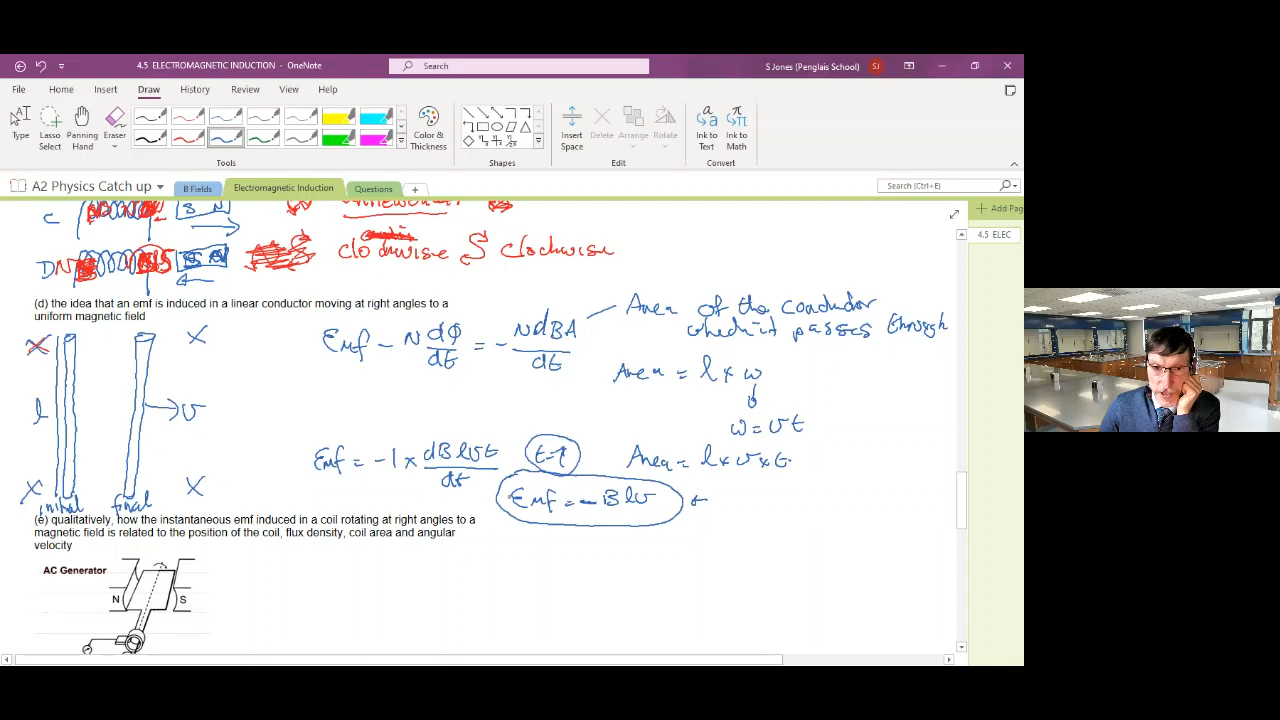 4.5 ELECTROMAGNETIC INDUCTION - OneNote
Search
S Jones (Penglais School)
SJ
File Home Insert Draw History Review View Help
Type
Lasso Select
Panning Hand
Eraser
Color & Thickness
Insert Space
Delete
Arrange
Rotate
Ink to Text
Ink to Math
Tools
Shapes
Edit
Convert
A2 Physics Catch up
B Fields
Electromagnetic Induction
Questions
Search (Ctrl+E)
Add Pag
4.5 ELEC
C S N
D N S S N clockwise S clockwise
(d) the idea that an emf is induced in a linear conductor moving at right angles to a
uniform magnetic field
Area of the conductor
which it passes through
Emf - N dϕ/dt = - NdBA/dt
Area = l × w
w = vt
l
v
X X
X X
initial final
Emf = -1 × dBlvt/dt
t=1
Area = l × v × t
Emf = - Blv
(e) qualitatively, how the instantaneous emf induced in a coil rotating at right angles to a
magnetic field is related to the position of the coil, flux density, coil area and angular
velocity
AC Generator
N S